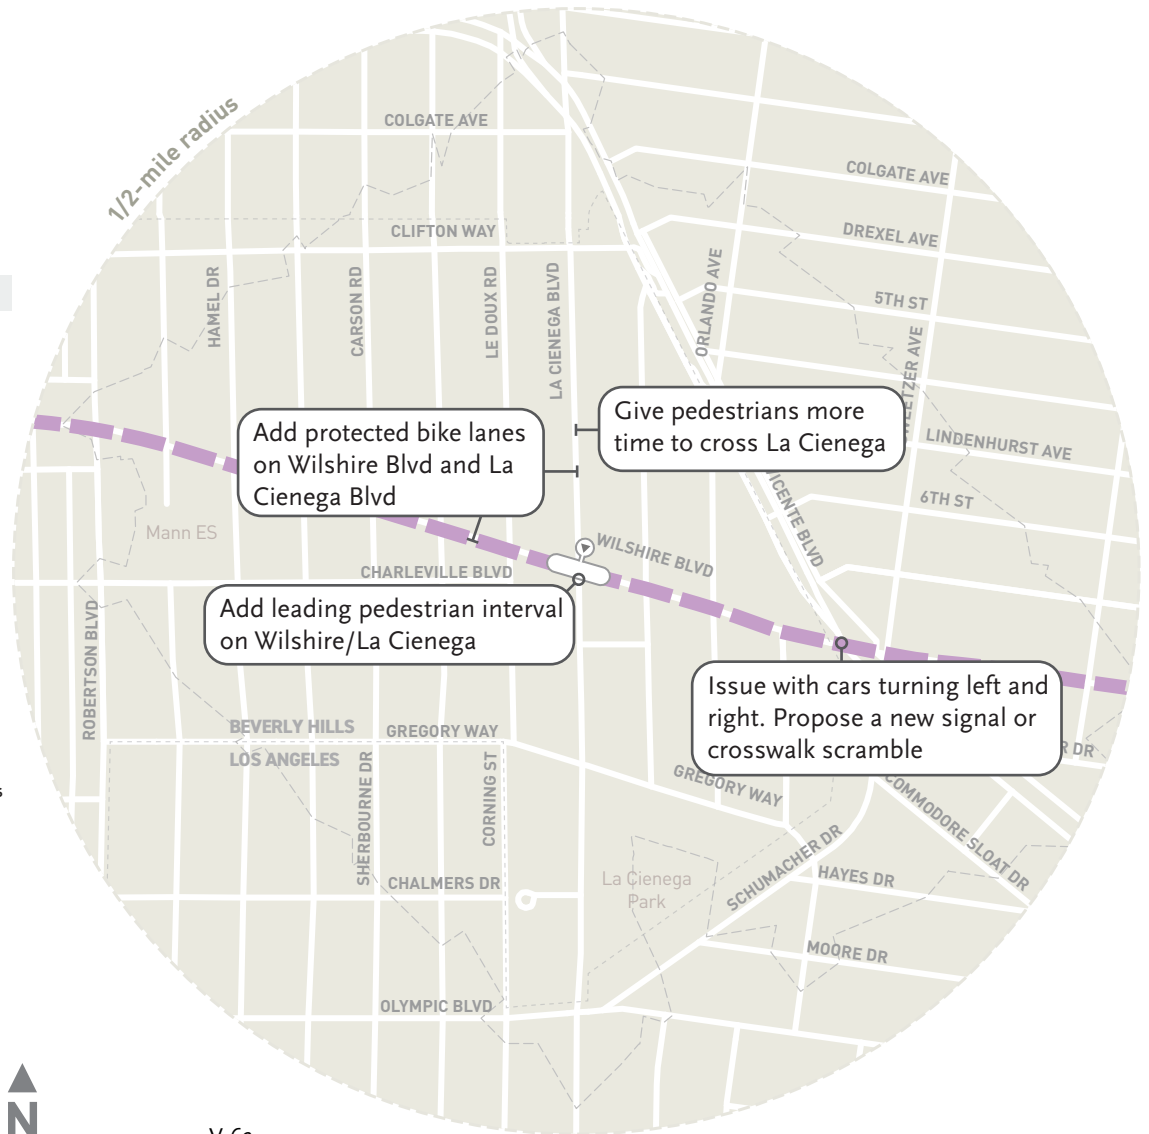 1/2-mile radius
COLGATE AVE
COLGATE AVE
CLIFTON WAY
DREXEL AVE
HAMEL DR
CARSON RD
LE DOUX RD
LA CIENEGA BLVD
ORLANDO AVE
5TH ST
Give pedestrians more
time to cross La Cienega
Add protected bike lanes
on Wilshire Blvd and La
Cienega Blvd
LINDENHURST AVE
6TH ST
Mann ES
WILSHIRE BLVD
CHARLEVILLE BLVD
Add leading pedestrian interval
on Wilshire/La Cienega
ROBERTSON BLVD
Issue with cars turning left and
right. Propose a new signal or
crosswalk scramble
BEVERLY HILLS
LOS ANGELES
GREGORY WAY
GREGORY WAY
SHERBOURNE DR
CORNING ST
COMMODORE SLOAT DR
SCHUMACHER DR
HAYES DR
CHALMERS DR
La Cienega
Park
MOORE DR
OLYMPIC BLVD
N